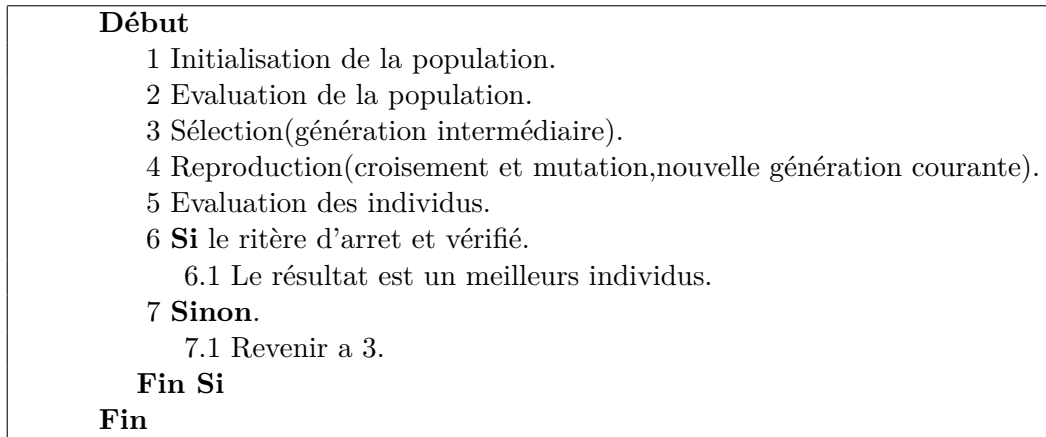 Début
1 Initialisation de la population.
2 Evaluation de la population.
3 Sélection(génération intermédiaire).
4 Reproduction(croisement et mutation,nouvelle génération courante).
5 Evaluation des individus.
6 Si le ritère d'arret et vérifié.
6.1 Le résultat est un meilleurs individus.
7 Sinon.
7.1 Revenir a 3.
Fin Si
Fin